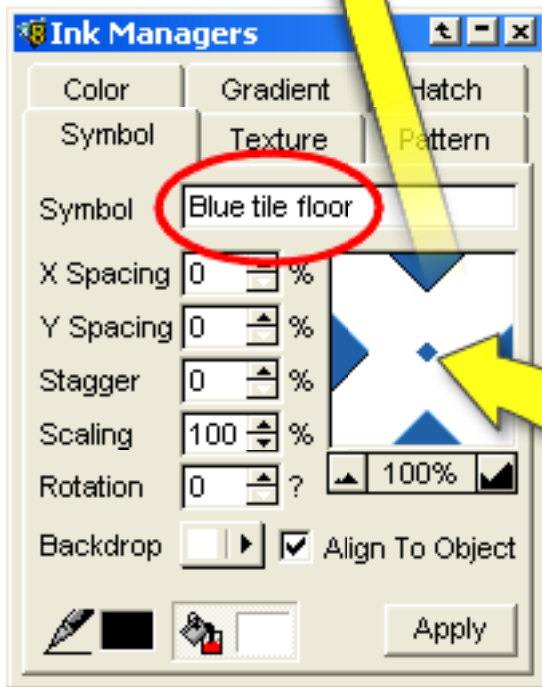 Ink Managers
Color Gradient Hatch
Symbol Texture Pattern
Symbol Blue tile floor
X Spacing 0 %
Y Spacing 0 %
Stagger 0 %
Scaling 100 %
Rotation 0 ?
100%
Backdrop Align To Object
Apply